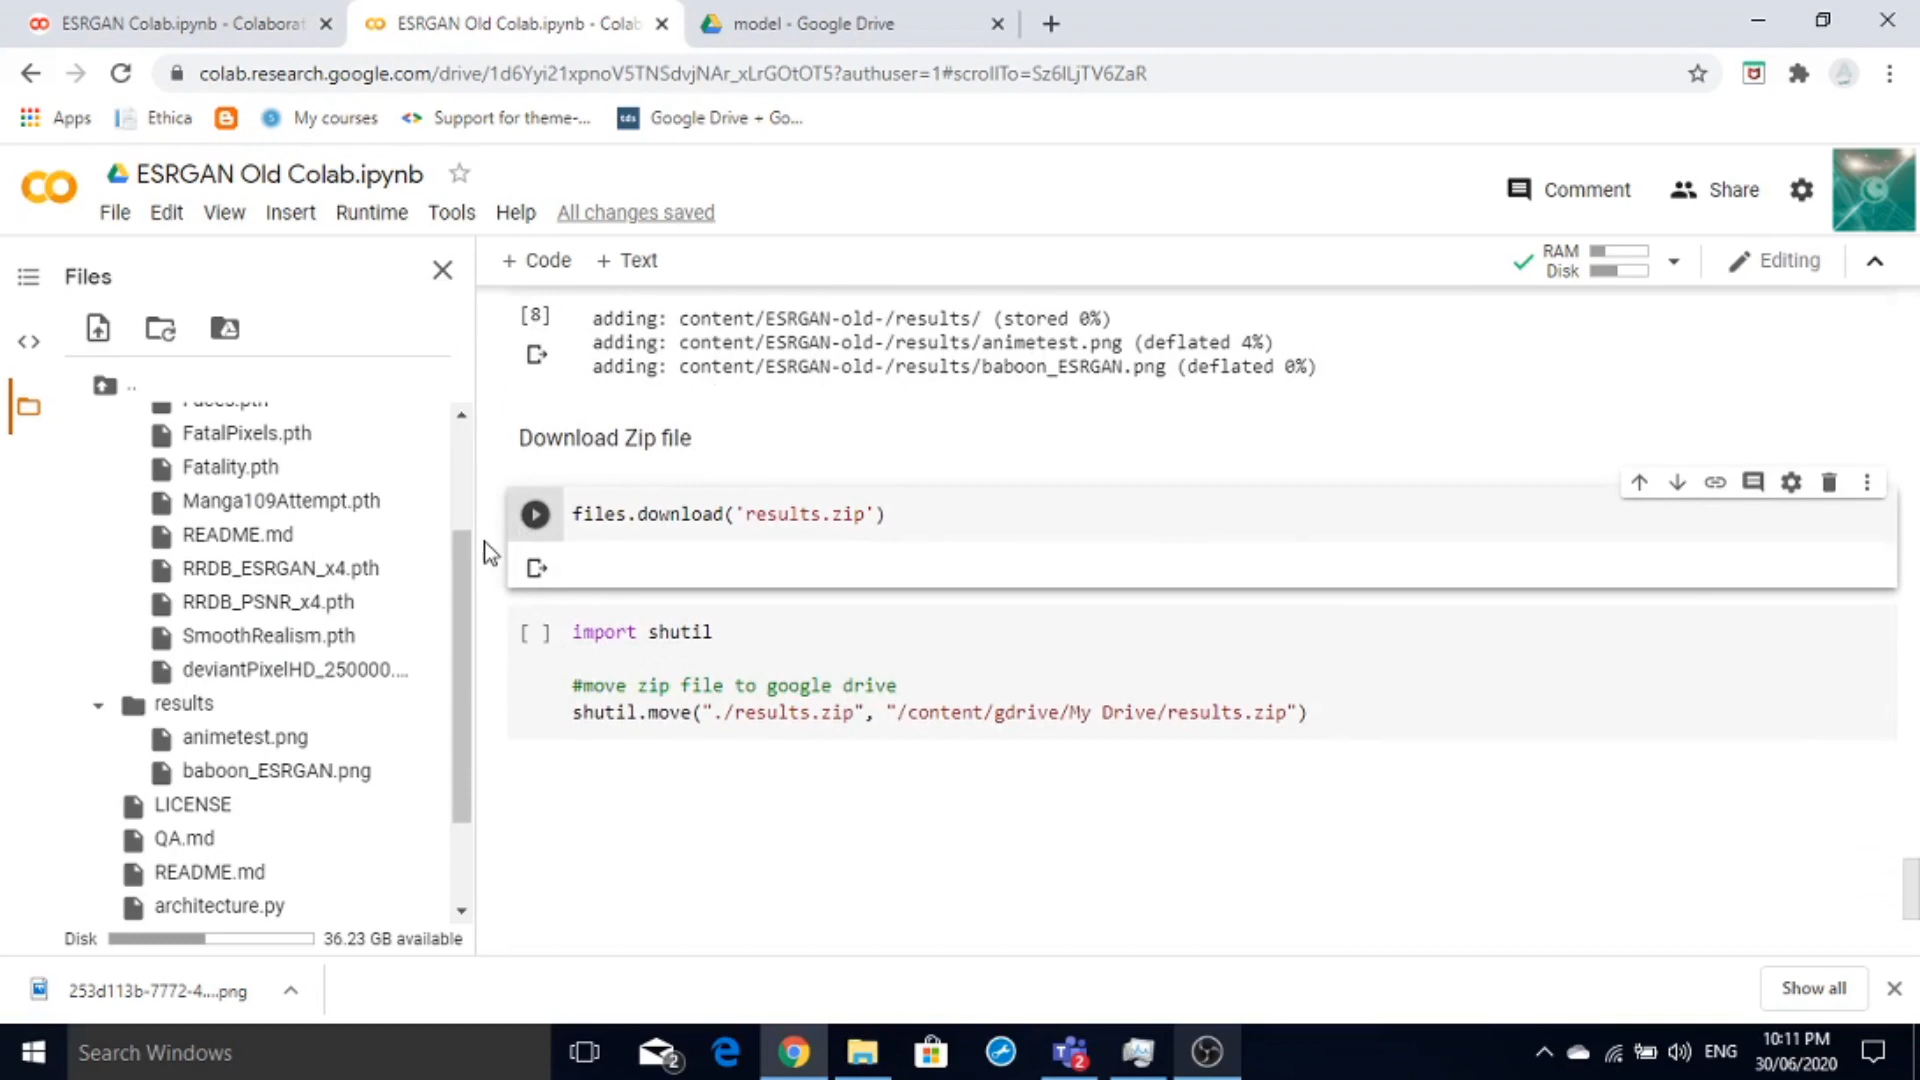 ESRGAN Colab.ipynb - Colaborat
ESRGAN Old Colab.ipynb - Colab
model - Google Drive
colab.research.google.com/drive/1d6Yyi21xpnoV5TNSdvjNAr_xLrGOtOT5?authuser=1#scrollTo=Sz6ILjTV6ZaR
Apps
Ethica
My courses
Support for theme-...
tds
Google Drive + Go...
ESRGAN Old Colab.ipynb
Comment
Share
File Edit View Insert Runtime Tools Help All changes saved
Files
+ Code + Text
RAM
Disk
Editing
..
Faces.pth
FatalPixels.pth
Fatality.pth
Manga109Attempt.pth
README.md
RRDB_ESRGAN_x4.pth
RRDB_PSNR_x4.pth
SmoothRealism.pth
deviantPixelHD_250000....
results
animetest.png
baboon_ESRGAN.png
LICENSE
QA.md
README.md
architecture.py
Disk 36.23 GB available
[8] adding: content/ESRGAN-old-/results/ (stored 0%)
adding: content/ESRGAN-old-/results/animetest.png (deflated 4%)
adding: content/ESRGAN-old-/results/baboon_ESRGAN.png (deflated 0%)
Download Zip file
files.download('results.zip')
[ ] import shutil
#move zip file to google drive
shutil.move("./results.zip", "/content/gdrive/My Drive/results.zip")
253d113b-7772-4....png
Show all
Search Windows
2
2
ENG
10:11 PM
30/06/2020